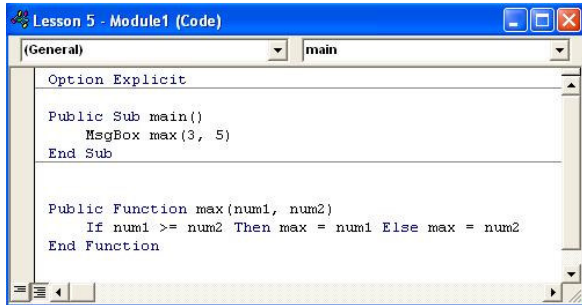 Lesson 5 - Module1 (Code)
(General) main
Option Explicit
Public Sub main()
MsgBox max(3, 5)
End Sub
Public Function max(num1, num2)
If num1 >= num2 Then max = num1 Else max = num2
End Function